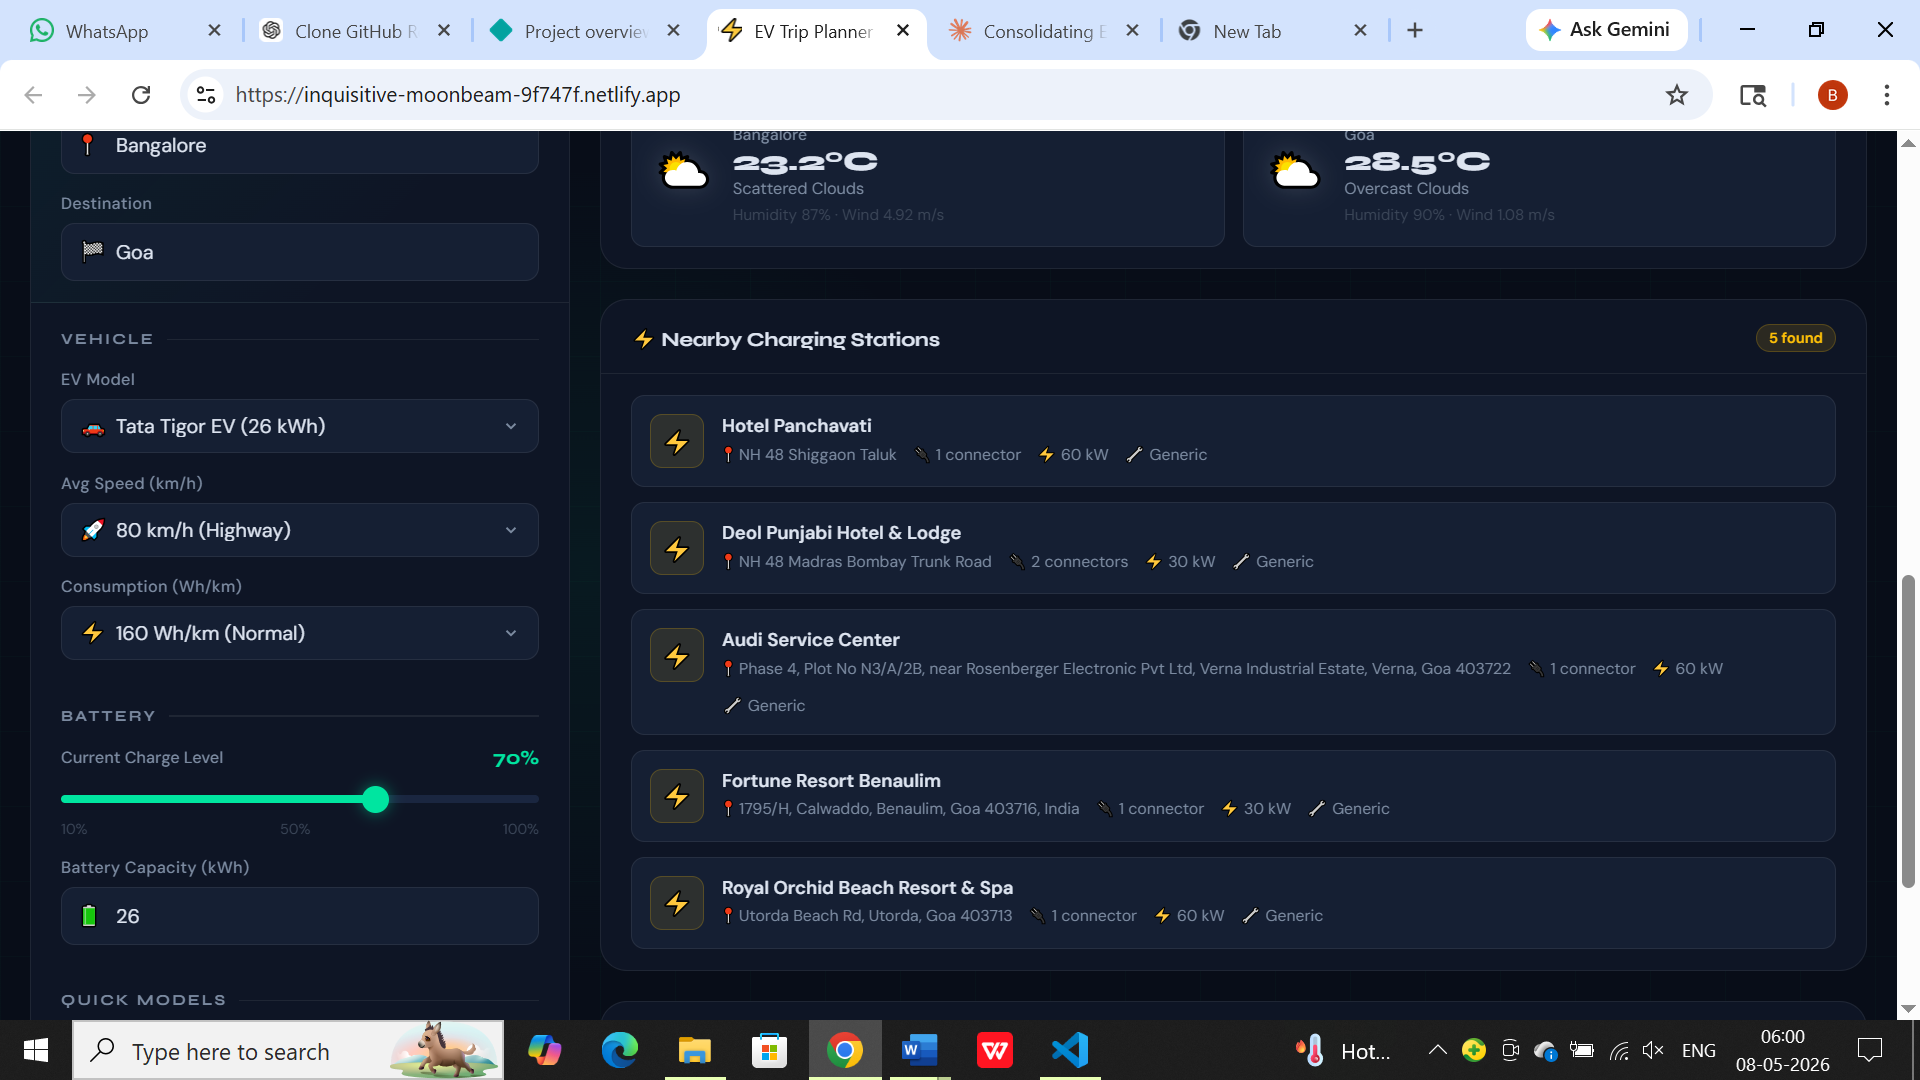 WhatsApp
Clone GitHub R
Project overview
EV Trip Planner
Consolidating E
New Tab
Ask Gemini
https://inquisitive-moonbeam-9f747f.netlify.app
B
Bangalore
Destination
Goa
VEHICLE
EV Model
Tata Tigor EV (26 kWh)
Avg Speed (km/h)
80 km/h (Highway)
Consumption (Wh/km)
160 Wh/km (Normal)
BATTERY
Current Charge Level 70%
10% 50% 100%
Battery Capacity (kWh)
26
QUICK MODELS
Bangalore
23.2°C
Scattered Clouds
Humidity 87% · Wind 4.92 m/s
Goa
28.5°C
Overcast Clouds
Humidity 90% · Wind 1.08 m/s
Nearby Charging Stations 5 found
Hotel Panchavati
NH 48 Shiggaon Taluk 1 connector 60 kW Generic
Deol Punjabi Hotel & Lodge
NH 48 Madras Bombay Trunk Road 2 connectors 30 kW Generic
Audi Service Center
Phase 4, Plot No N3/A/2B, near Rosenberger Electronic Pvt Ltd, Verna Industrial Estate, Verna, Goa 403722 1 connector 60 kW
Generic
Fortune Resort Benaulim
1795/H, Calwaddo, Benaulim, Goa 403716, India 1 connector 30 kW Generic
Royal Orchid Beach Resort & Spa
Utorda Beach Rd, Utorda, Goa 403713 1 connector 60 kW Generic
Type here to search
Hot...
ENG
06:00
08-05-2026